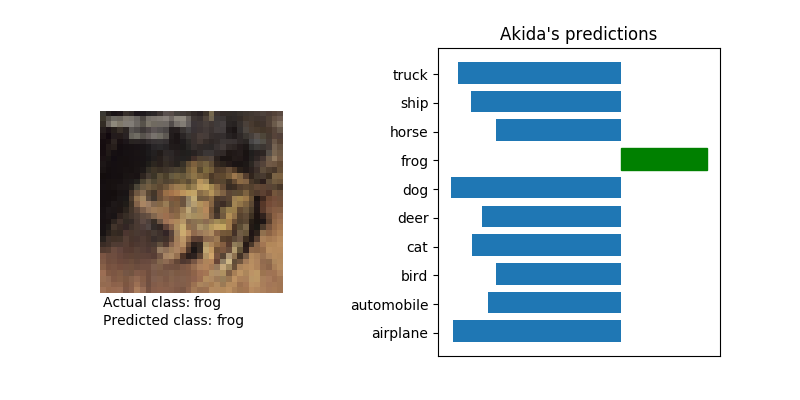 Akida's predictions
truck
ship
horse
frog
dog
deer
cat
bird
automobile
airplane
Actual class: frog
Predicted class: frog